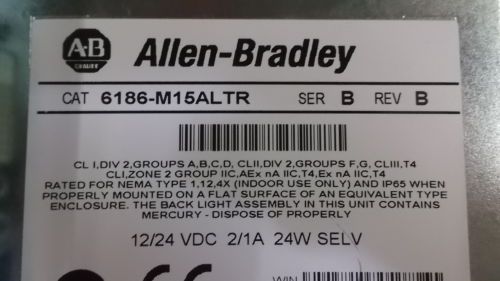 A-B
QUALITY
Allen-Bradley
CAT 6186-M15ALTR SER B REV B
CL I,DIV 2,GROUPS A,B,C,D, CLII,DIV 2,GROUPS F,G, CLIII,T4
CLI,ZONE 2 GROUP IIC,AEx nA IIC,T4,Ex nA IIC,T4
RATED FOR NEMA TYPE 1,12,4X (INDOOR USE ONLY) AND IP65 WHEN
PROPERLY MOUNTED ON A FLAT SURFACE OF AN EQUIVALENT TYPE
ENCLOSURE. THE BACK LIGHT ASSEMBLY IN THIS UNIT CONTAINS
MERCURY - DISPOSE OF PROPERLY
12/24 VDC 2/1A 24W SELV
WIN